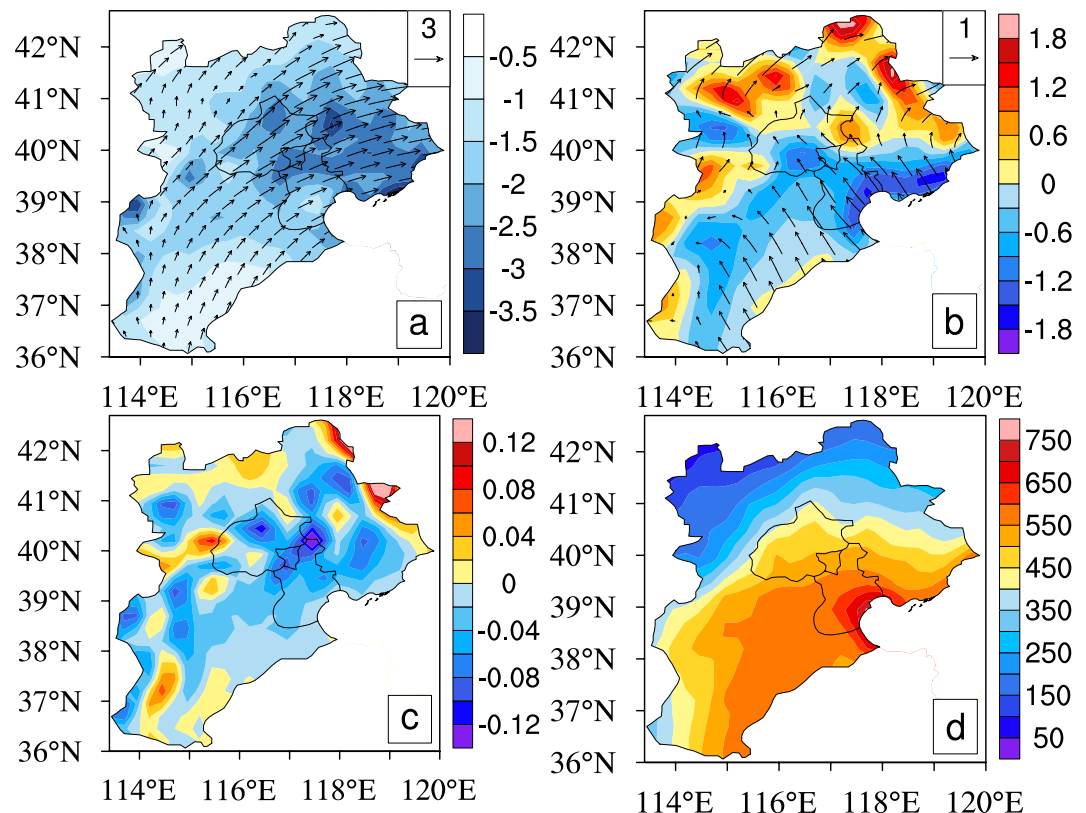 3
42°N
41°N
40°N
39°N
38°N
37°N
36°N
114°E
116°E
118°E
120°E
-0.5
-1
-1.5
-2
-2.5
-3
-3.5
a
1
42°N
41°N
40°N
39°N
38°N
37°N
36°N
114°E
116°E
118°E
120°E
1.8
1.2
0.6
0
-0.6
-1.2
-1.8
b
42°N
41°N
40°N
39°N
38°N
37°N
36°N
114°E
116°E
118°E
120°E
0.12
0.08
0.04
0
-0.04
-0.08
-0.12
c
42°N
41°N
40°N
39°N
38°N
37°N
36°N
114°E
116°E
118°E
120°E
750
650
550
450
350
250
150
50
d